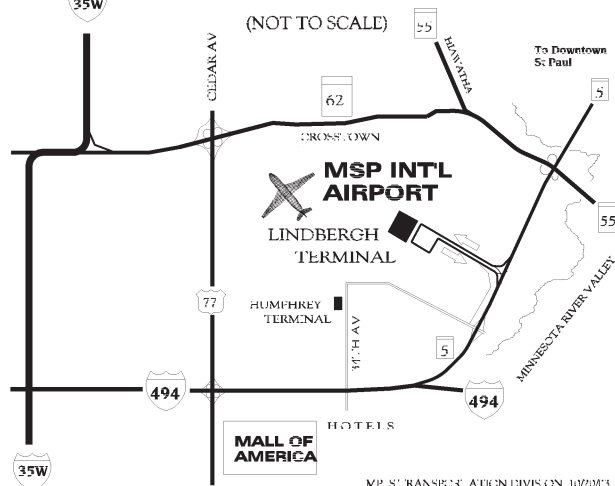 35W
(NOT TO SCALE)
55
HIAWATHA
To Downtown
St Paul
5
CEDAR AV
62
CROSSTOWN
MSP INT'L
AIRPORT
LINDBERGH
TERMINAL
55
77
HUMPHREY
TERMINAL
34TH AV
5
MINNESOTA RIVER VALLEY
494
494
HOTELS
MALL OF
AMERICA
35W